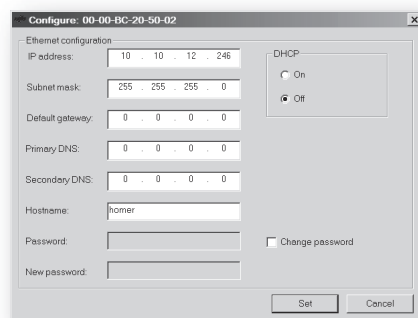 Configure: 00-00-BC-20-50-02
Ethernet configuration
IP address: 10 . 10 . 12 . 246
Subnet mask: 255 . 255 . 255 . 0
Default gateway: 0 . 0 . 0 . 0
Primary DNS: 0 . 0 . 0 . 0
Secondary DNS: 0 . 0 . 0 . 0
Hostname: homer
Password:
New password:
DHCP
On
Off
Change password
Set
Cancel